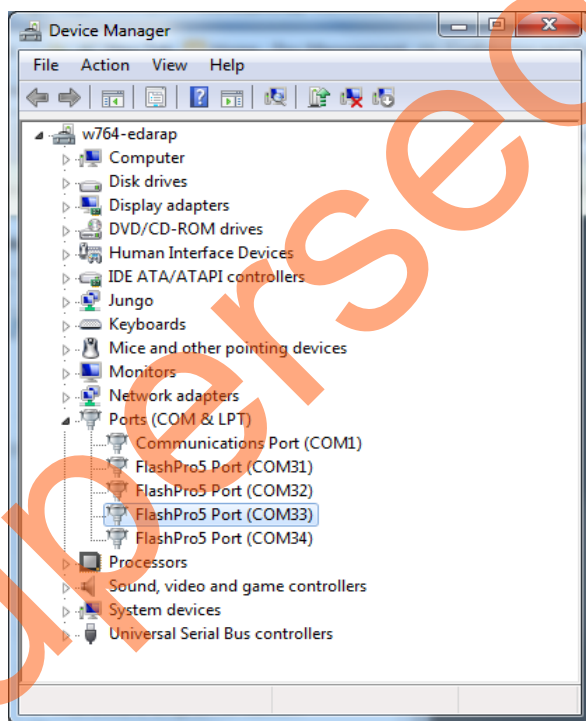 Device Manager
File Action View Help
w764-edarap
Computer
Disk drives
Display adapters
DVD/CD-ROM drives
Human Interface Devices
IDE ATA/ATAPI controllers
Jungo
Keyboards
Mice and other pointing devices
Monitors
Network adapters
Ports (COM & LPT)
Communications Port (COM1)
FlashPro5 Port (COM31)
FlashPro5 Port (COM32)
FlashPro5 Port (COM33)
FlashPro5 Port (COM34)
Processors
Sound, video and game controllers
System devices
Universal Serial Bus controllers
persed